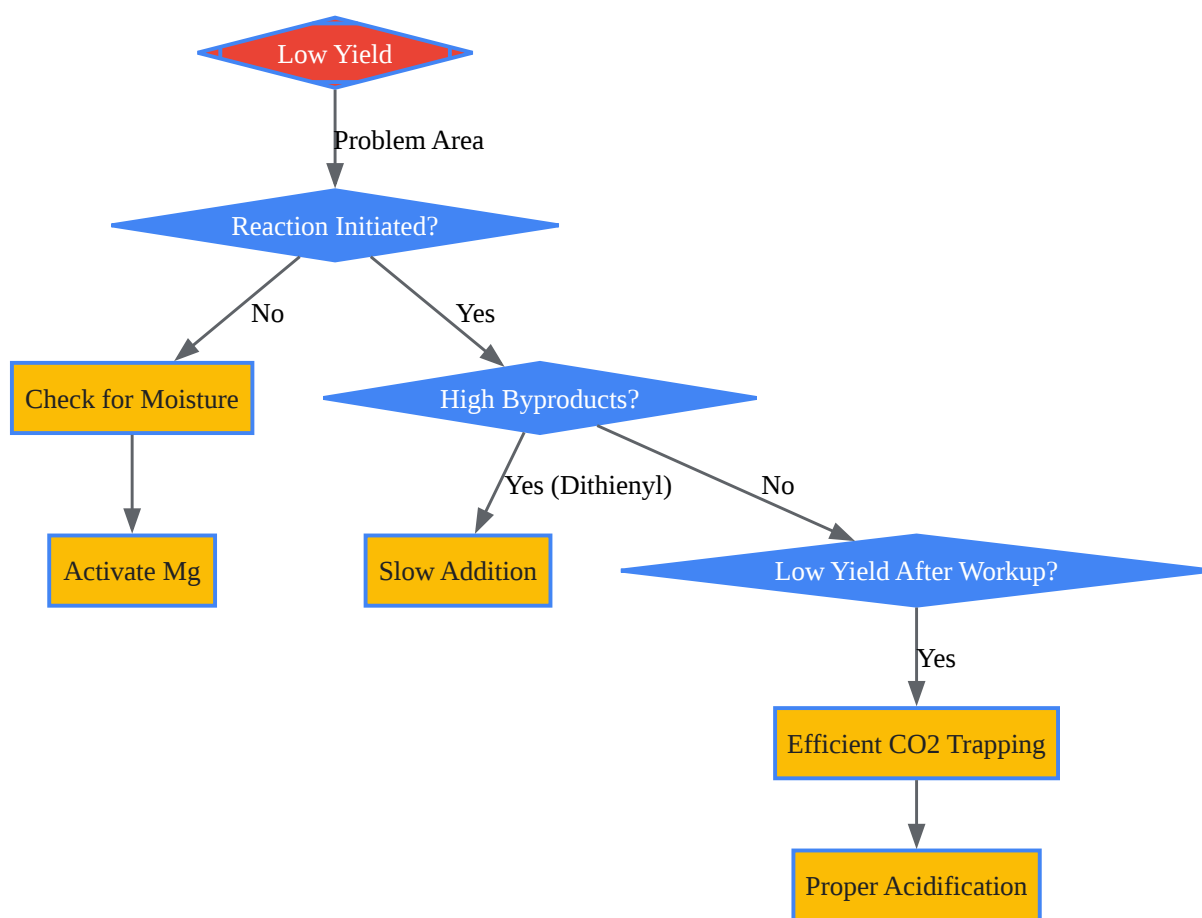 Low Yield
Problem Area
Reaction Initiated?
No
Yes
Check for Moisture
High Byproducts?
Yes (Dithienyl)
No
Activate Mg
Slow Addition
Low Yield After Workup?
Yes
Efficient CO2 Trapping
Proper Acidification